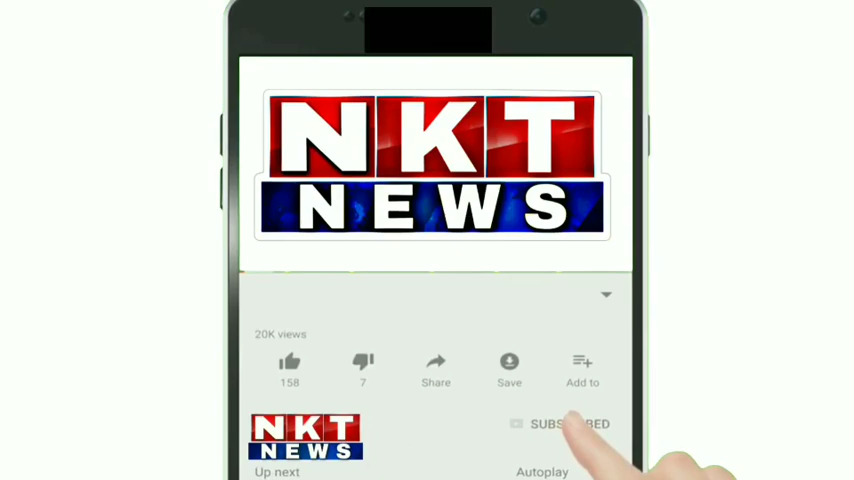 NKT
NEWS
20K views
158
7
Share
Save
Add to
NKT
NEWS
Up next
Autoplay